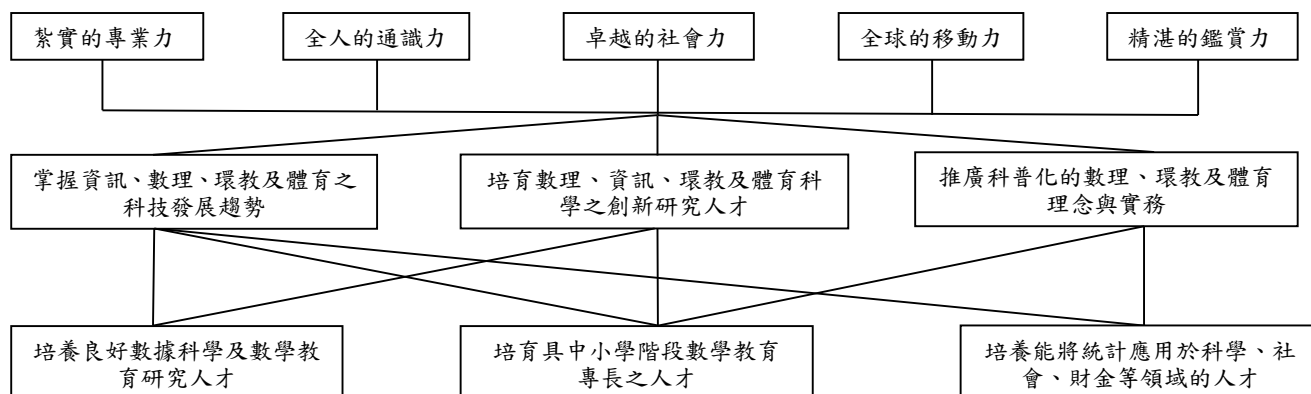 紮實的專業力
全人的通識力
卓越的社會力
全球的移動力
精湛的鑑賞力
掌握資訊、數理、環教及體育之
科技發展趨勢
培育數理、資訊、環教及體育科
學之創新研究人才
推廣科普化的數理、環教及體育
理念與實務
培養良好數據科學及數學教
育研究人才
培育具中小學階段數學教育
專長之人才
培養能將統計應用於科學、社
會、財金等領域的人才